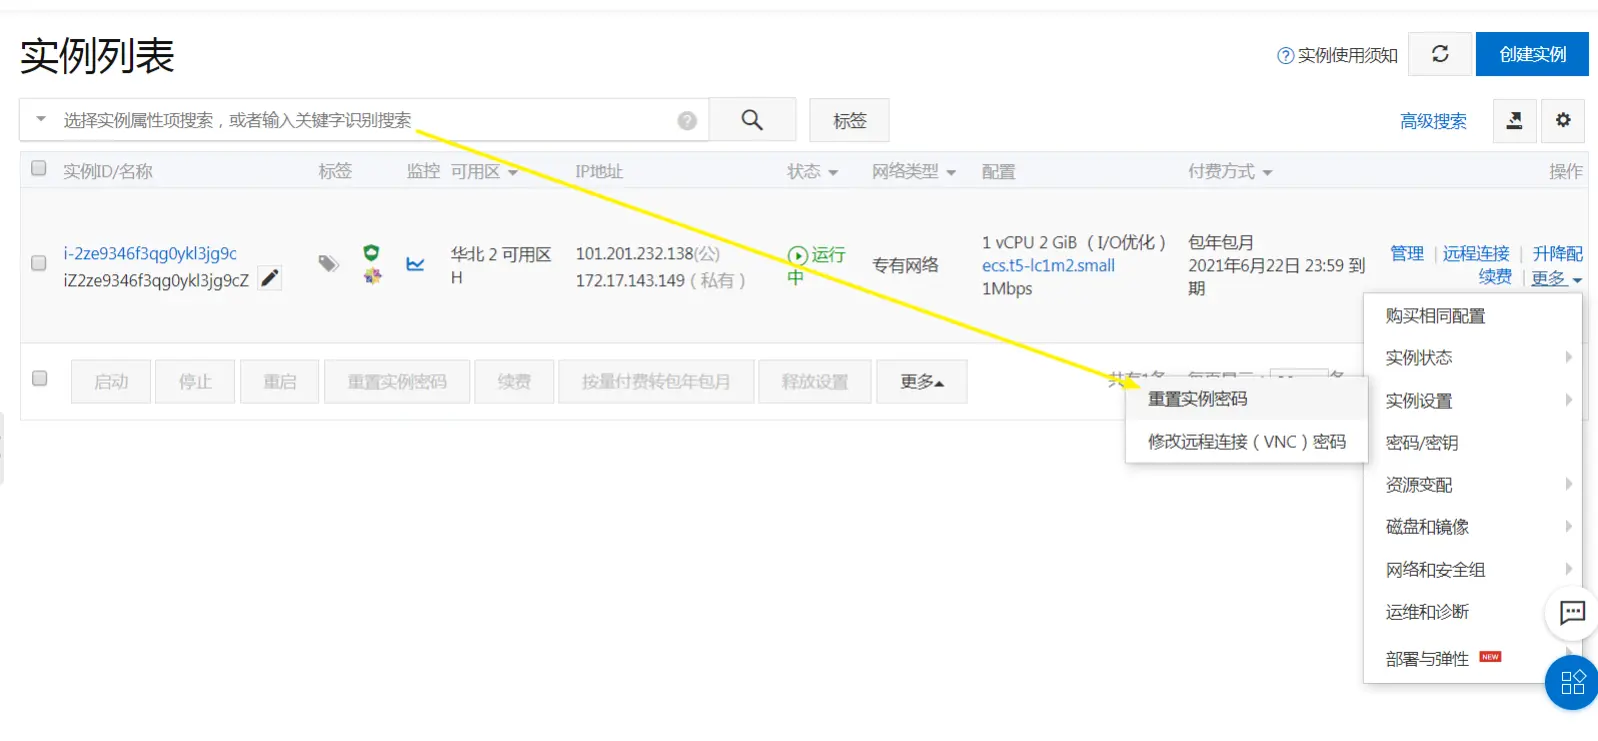 实例列表
实例使用须知
创建实例
选择实例属性项搜索，或者输入关键字识别搜索
标签
高级搜索
实例ID/名称 标签 监控 可用区 IP地址 状态 网络类型 配置 付费方式 操作
i-2ze9346f3qg0ykl3jg9c
iZ2ze9346f3qg0ykl3jg9cZ
华北 2 可用区
H
101.201.232.138(公)
172.17.143.149（私有）
运行
中
专有网络
1 vCPU 2 GiB（I/O优化）
ecs.t5-lc1m2.small
1Mbps
包年包月
2021年6月22日 23:59 到
期
管理 | 远程连接 | 升降配
续费 | 更多
启动 停止 重启 重置实例密码 续费 按量付费转包年包月 释放设置 更多
重置实例密码
修改远程连接（VNC）密码
购买相同配置
实例状态
实例设置
密码/密钥
资源变配
磁盘和镜像
网络和安全组
运维和诊断
部署与弹性 NEW